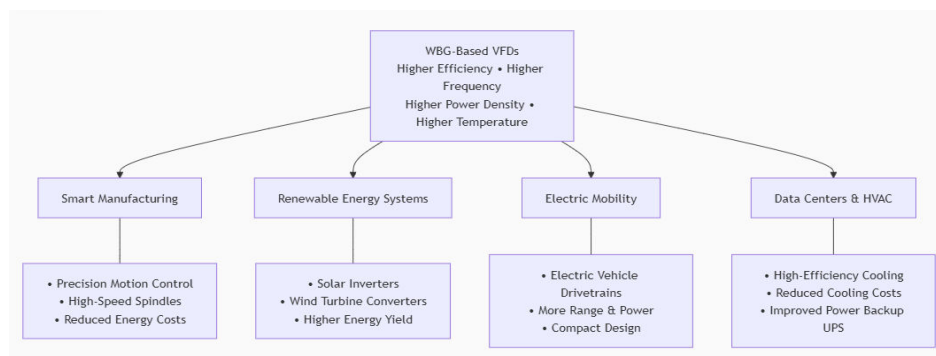 WBG-Based VFDs
Higher Efficiency • Higher
Frequency
Higher Power Density •
Higher Temperature
Smart Manufacturing
Renewable Energy Systems
Electric Mobility
Data Centers & HVAC
• Precision Motion Control
• High-Speed Spindles
• Reduced Energy Costs
• Solar Inverters
• Wind Turbine Converters
• Higher Energy Yield
• Electric Vehicle
Drivetrains
• More Range & Power
• Compact Design
• High-Efficiency Cooling
• Reduced Cooling Costs
• Improved Power Backup
UPS